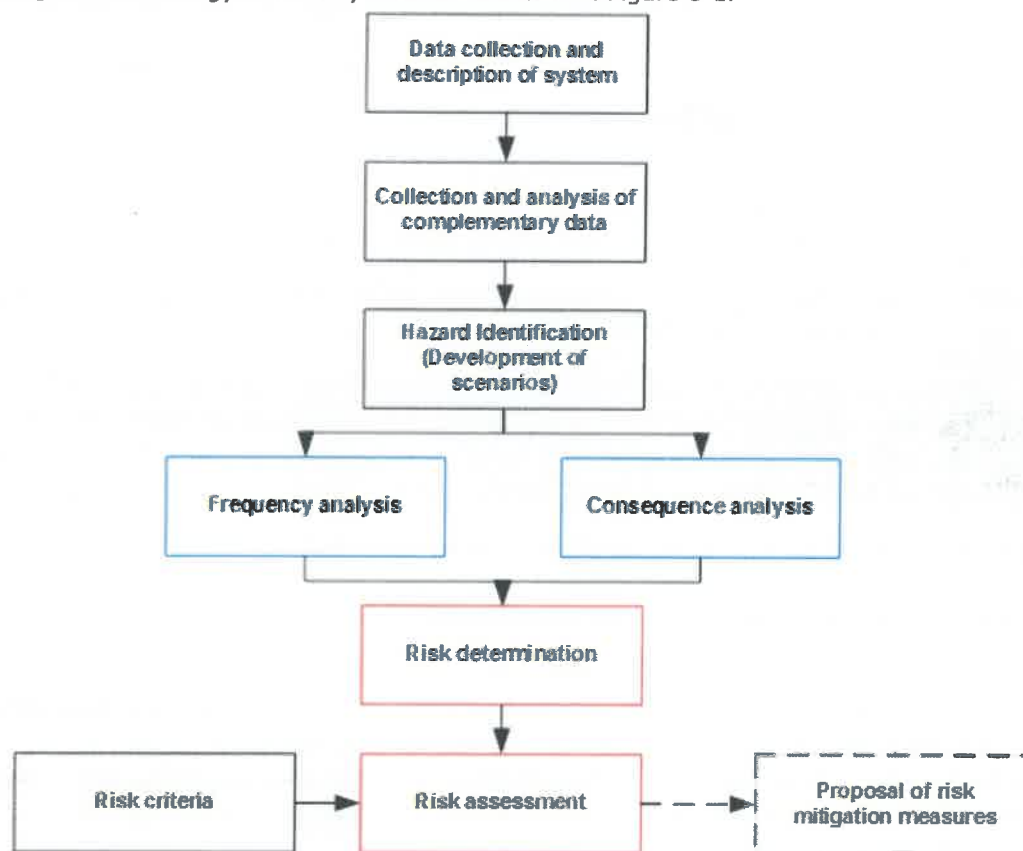 Data collection and
description of system
Collection and analysis of
complementary data
Hazard Identification
(Development of
scenarios)
Frequency analysis
Consequence analysis
Risk determination
Risk criteria
Risk assessment
Proposal of risk
mitigation measures